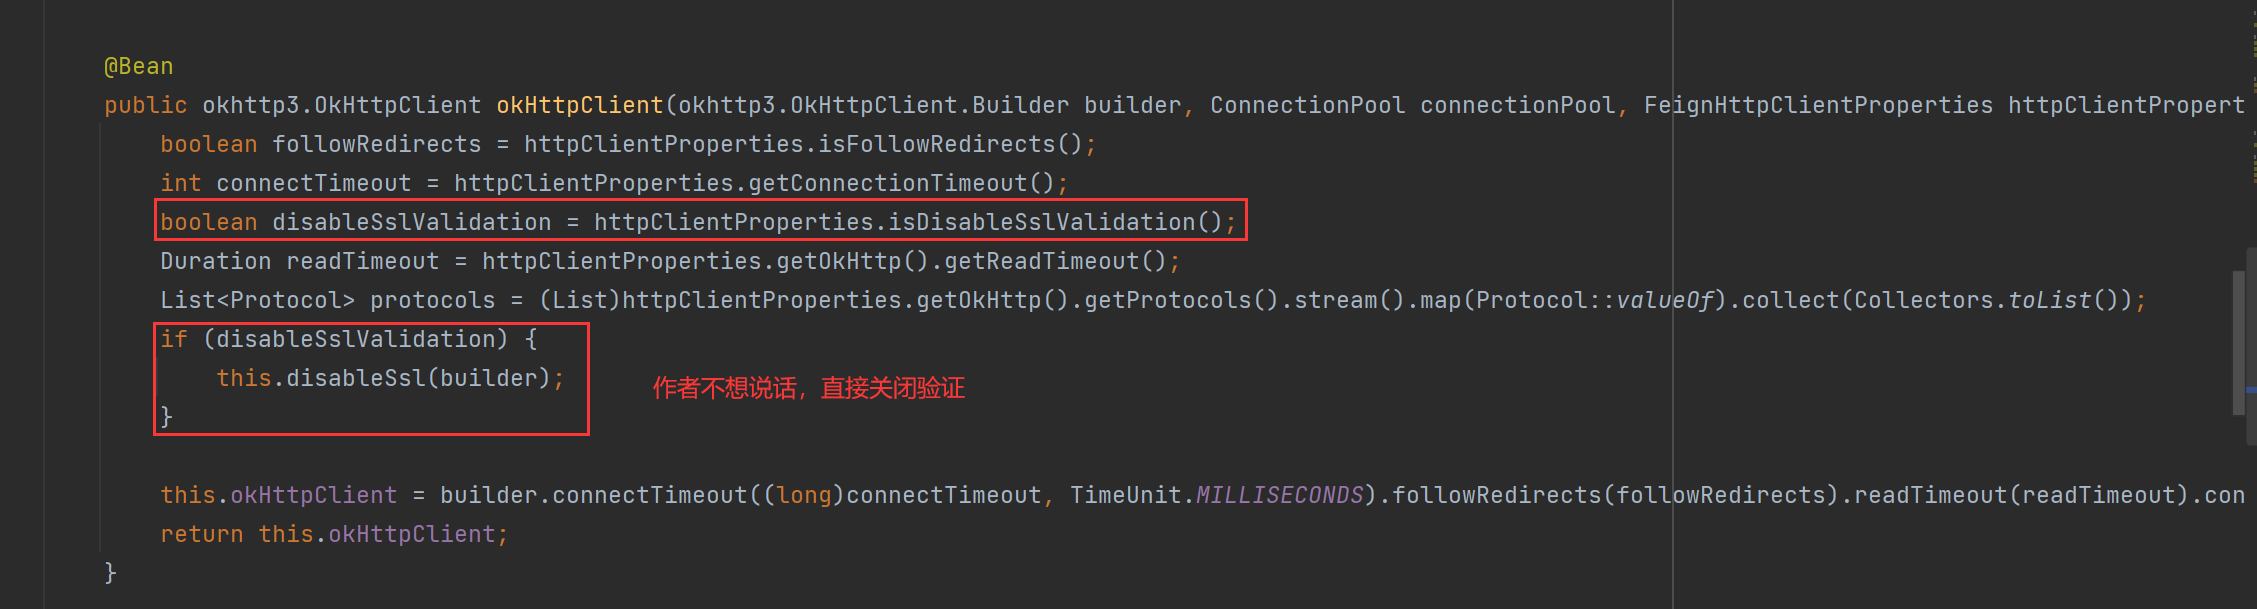 @Bean
public okhttp3.OkHttpClient okHttpClient(okhttp3.OkHttpClient.Builder builder, ConnectionPool connectionPool, FeignHttpClientProperties httpClientPropert
boolean followRedirects = httpClientProperties.isFollowRedirects();
int connectTimeout = httpClientProperties.getConnectionTimeout();
boolean disableSslValidation = httpClientProperties.isDisableSslValidation();
Duration readTimeout = httpClientProperties.getOkHttp().getReadTimeout();
List<Protocol> protocols = (List)httpClientProperties.getOkHttp().getProtocols().stream().map(Protocol::valueOf).collect(Collectors.toList());
if (disableSslValidation) {
this.disableSsl(builder);
作者不想说话，直接关闭验证
}
this.okHttpClient = builder.connectTimeout((long)connectTimeout, TimeUnit.MILLISECONDS).followRedirects(followRedirects).readTimeout(readTimeout).con
return this.okHttpClient;
}